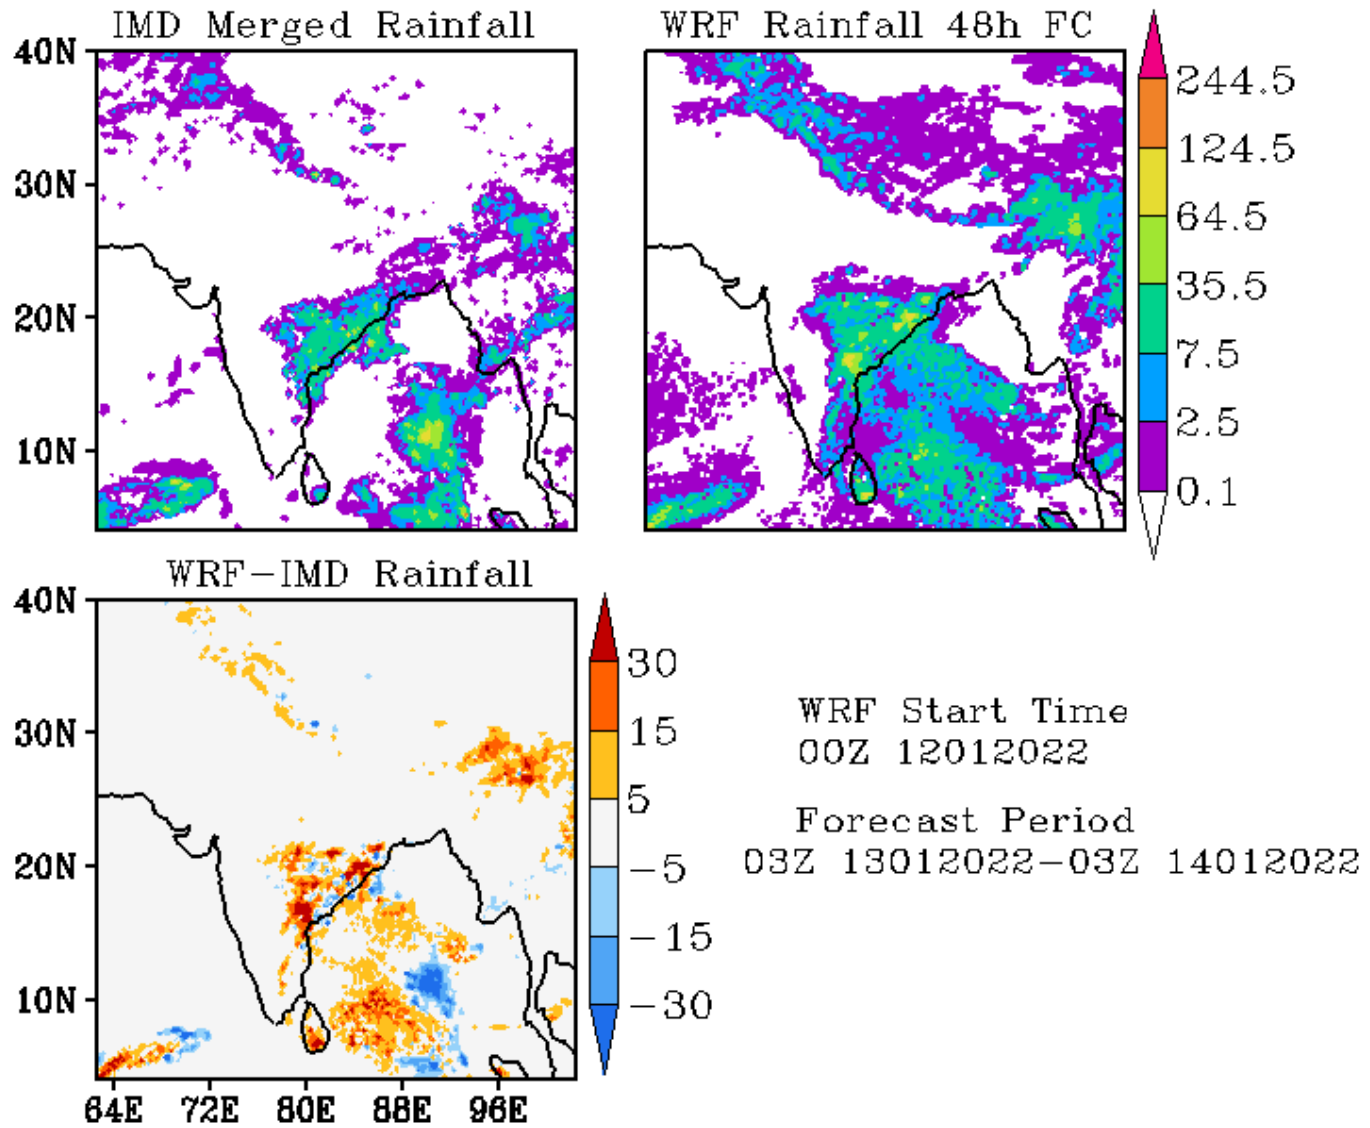 IMD Merged Rainfall
WRF Rainfall 48h FC
40N
30N
20N
10N
244.5
124.5
64.5
35.5
7.5
2.5
0.1
WRF-IMD Rainfall
40N
30N
20N
10N
64E 72E 80E 88E 96E
30
15
5
-5
-15
-30
WRF Start Time
00Z 12012022
Forecast Period
03Z 13012022-03Z 14012022